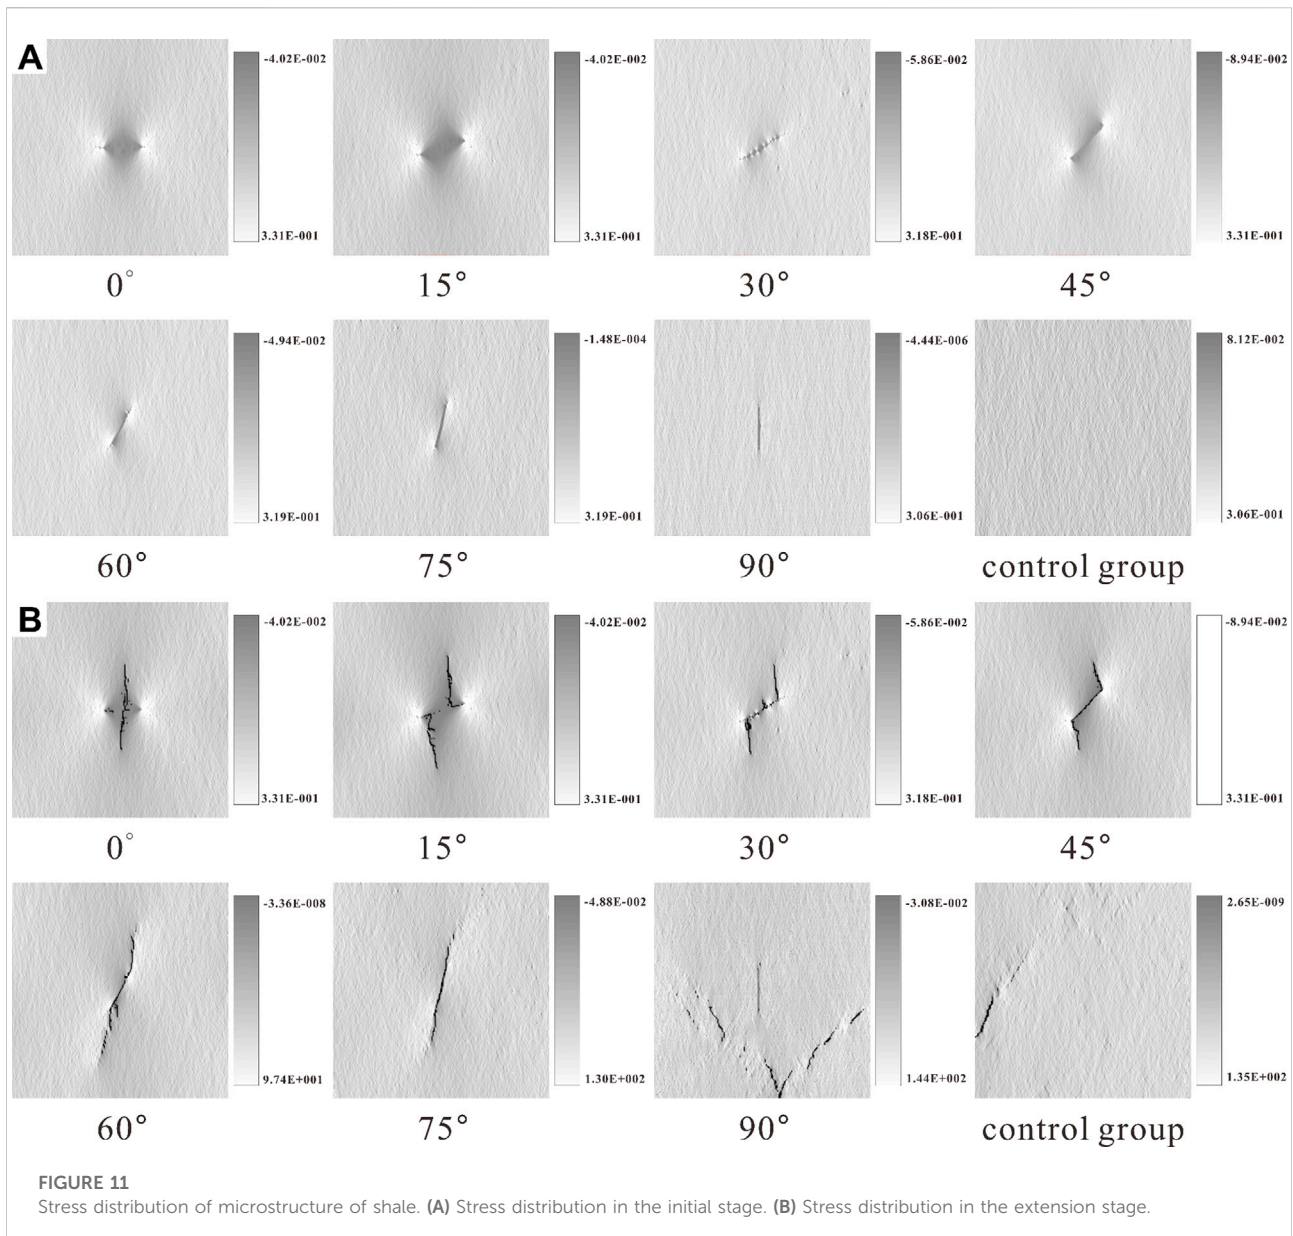 A
-4.02E-002
3.31E-001
0°
-4.02E-002
3.31E-001
15°
-5.86E-002
3.18E-001
30°
-8.94E-002
3.31E-001
45°
-4.94E-002
3.19E-001
60°
-1.48E-004
3.19E-001
75°
-4.44E-006
3.06E-001
90°
8.12E-002
3.06E-001
control group
B
-4.02E-002
3.31E-001
0°
-4.02E-002
3.31E-001
15°
-5.86E-002
3.18E-001
30°
-8.94E-002
3.31E-001
45°
-3.36E-008
9.74E+001
60°
-4.88E-002
1.30E+002
75°
-3.08E-002
1.44E+002
90°
2.65E-009
1.35E+002
control group
FIGURE 11
Stress distribution of microstructure of shale. (A) Stress distribution in the initial stage. (B) Stress distribution in the extension stage.